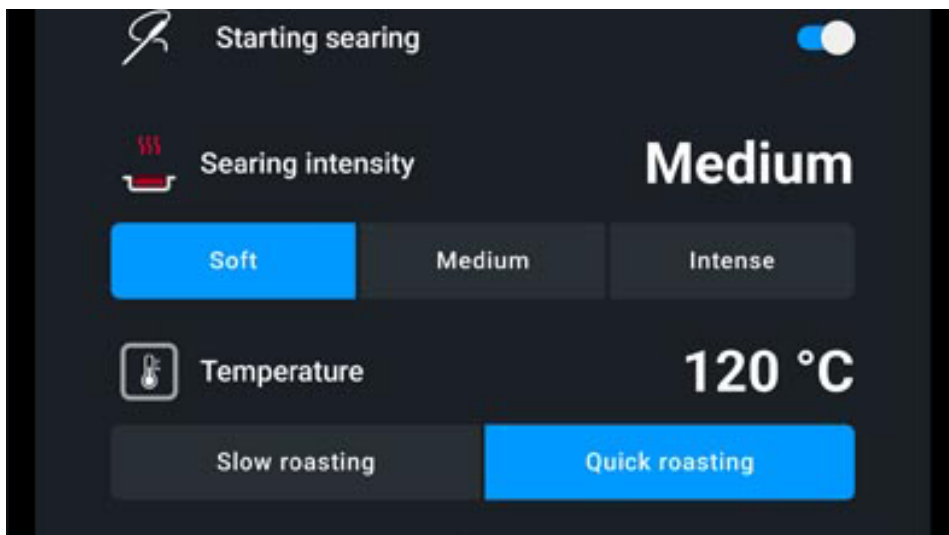 Starting searing
Searing intensity Medium
Soft Medium Intense
Temperature 120 °C
Slow roasting Quick roasting